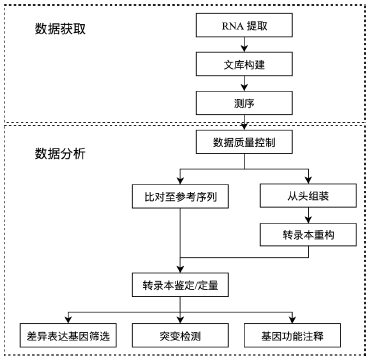 数据获取
RNA 提取
文库构建
测序
数据分析
数据质量控制
比对至参考序列
从头组装
转录本重构
转录本鉴定/定量
差异表达基因筛选
突变检测
基因功能注释